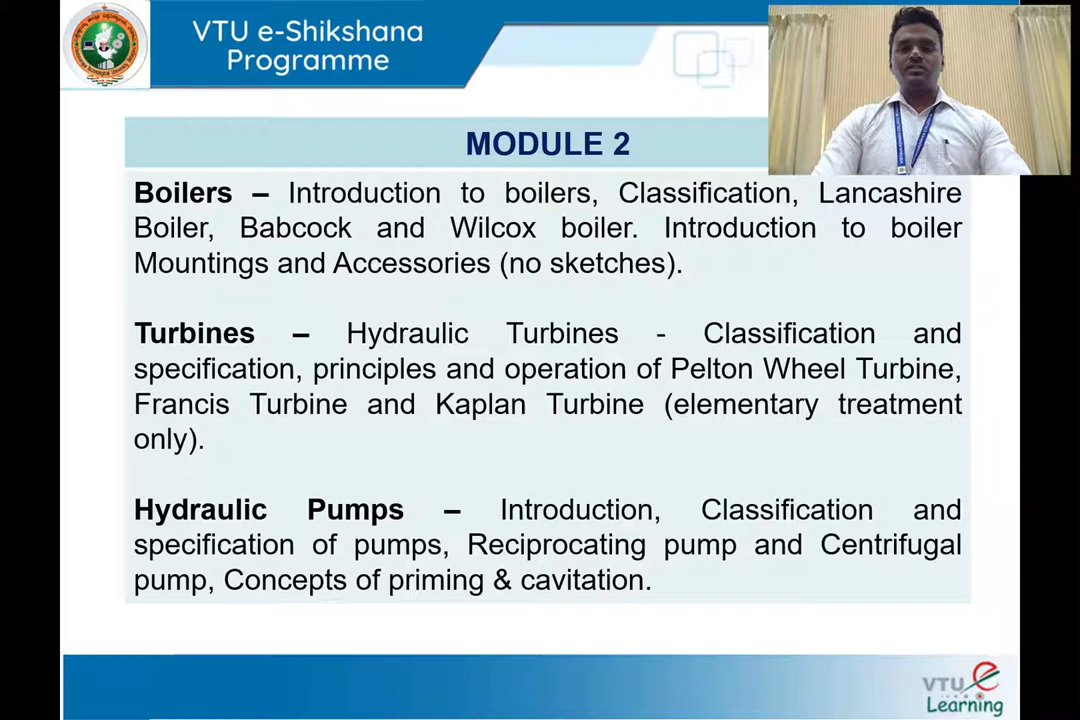 VTU e-Shikshana
Programme
MODULE 2
Boilers – Introduction to boilers, Classification, Lancashire
Boiler, Babcock and Wilcox boiler. Introduction to boiler
Mountings and Accessories (no sketches).
Turbines – Hydraulic Turbines - Classification and
specification, principles and operation of Pelton Wheel Turbine,
Francis Turbine and Kaplan Turbine (elementary treatment
only).
Hydraulic Pumps – Introduction, Classification and
specification of pumps, Reciprocating pump and Centrifugal
pump, Concepts of priming & cavitation.
VTU e
Learning